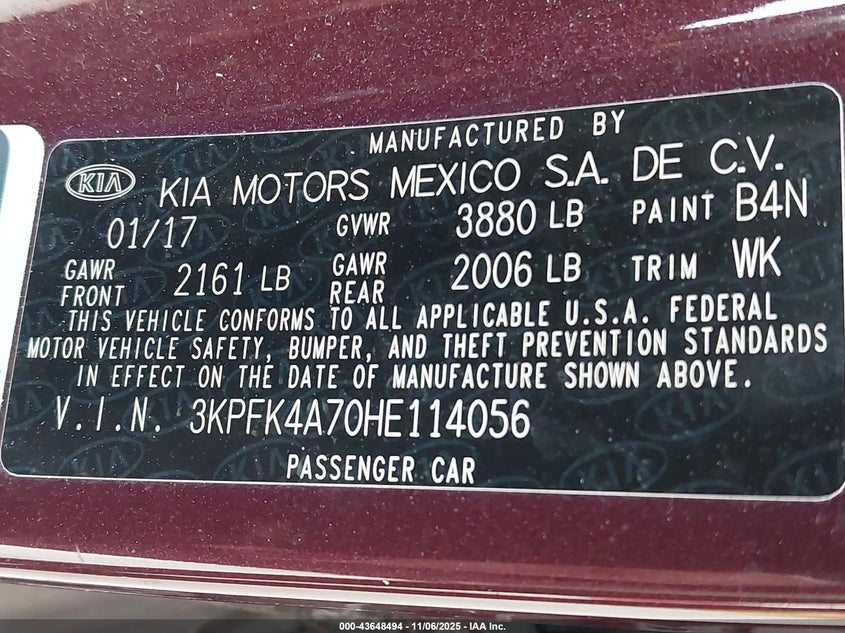 MANUFACTURED BY
KIA KIA MOTORS MEXICO S.A. DE C.V.
01/17 GVWR 3880 LB PAINT B4N
GAWR FRONT 2161 LB GAWR REAR 2006 LB TRIM WK
THIS VEHICLE CONFORMS TO ALL APPLICABLE U.S.A. FEDERAL
MOTOR VEHICLE SAFETY, BUMPER, AND THEFT PREVENTION STANDARDS
IN EFFECT ON THE DATE OF MANUFACTURE SHOWN ABOVE.
V.I.N. 3KPFK4A70HE114056
PASSENGER CAR
000-43648494 - 11/06/2025 - IAA Inc.